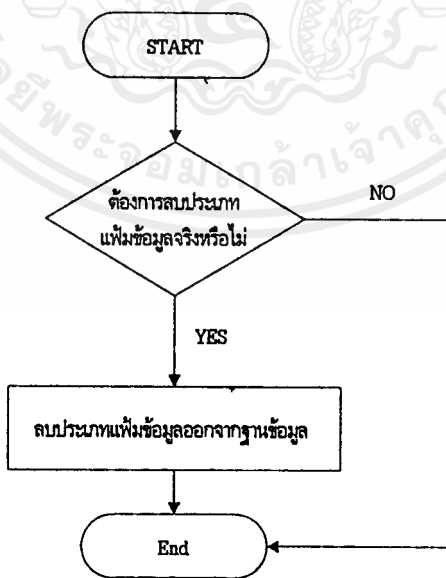 START
ต้องการลบประเภท
แฟ้มข้อมูลจริงหรือไม่
NO
YES
ลบประเภทแฟ้มข้อมูลออกจากฐานข้อมูล
End